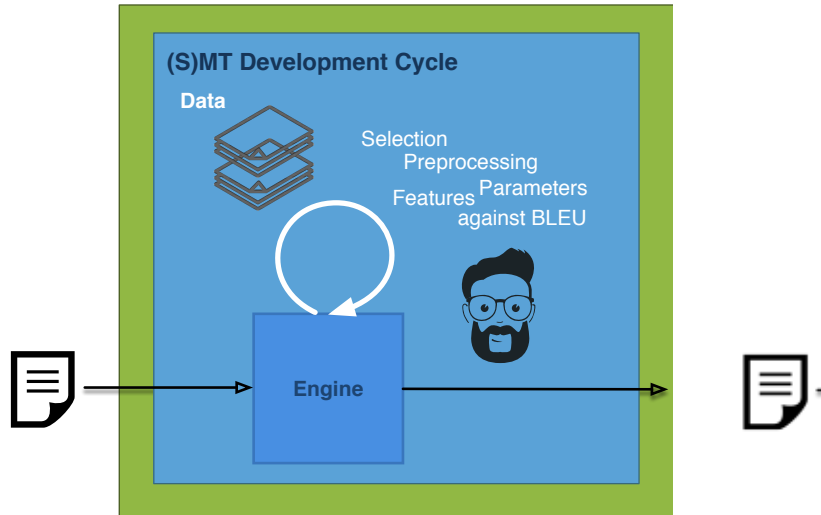 (S)MT Development Cycle
Data
Selection
Preprocessing
Features Parameters
against BLEU
Engine